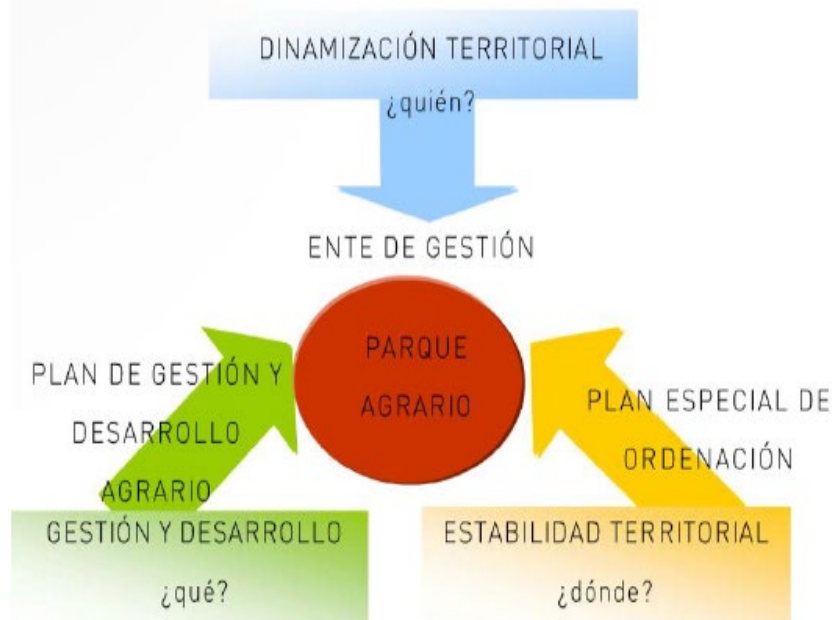 DINAMIZACIÓN TERRITORIAL
¿quién?
ENTE DE GESTIÓN
PARQUE
AGRARIO
PLAN DE GESTIÓN Y
DESARROLLO
AGRARIO
GESTIÓN Y DESARROLLO
¿qué?
PLAN ESPECIAL DE
ORDENACIÓN
ESTABILIDAD TERRITORIAL
¿dónde?